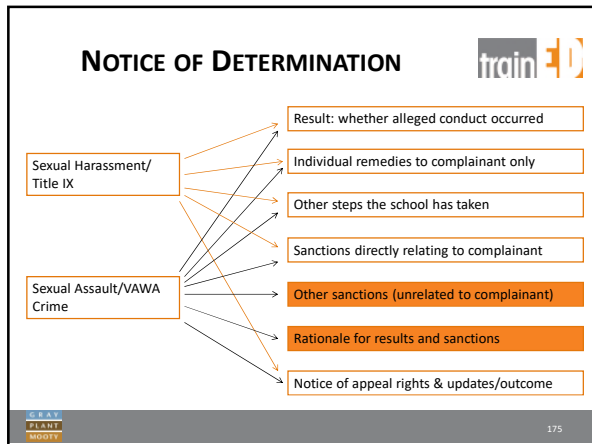 NOTICE OF DETERMINATION
train ED
Sexual Harassment/
Title IX
Sexual Assault/VAWA
Crime
Result: whether alleged conduct occurred
Individual remedies to complainant only
Other steps the school has taken
Sanctions directly relating to complainant
Other sanctions (unrelated to complainant)
Rationale for results and sanctions
Notice of appeal rights & updates/outcome
GRAY
PLANT
MOOTY
175